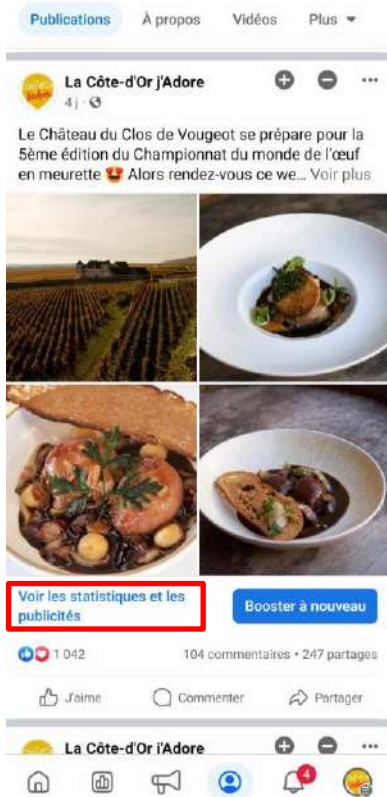 Publications À propos Vidéos Plus
La Côte-d'Or j'Adore
4 j
Le Château du Clos de Vougeot se prépare pour la
5ème édition du Championnat du monde de l'œuf
en meurette 🤩 Alors rendez-vous ce we... Voir plus
Voir les statistiques et les
publicités
Booster à nouveau
1 042
104 commentaires • 247 partages
J'aime Commenter Partager
La Côte-d'Or j'Adore
4